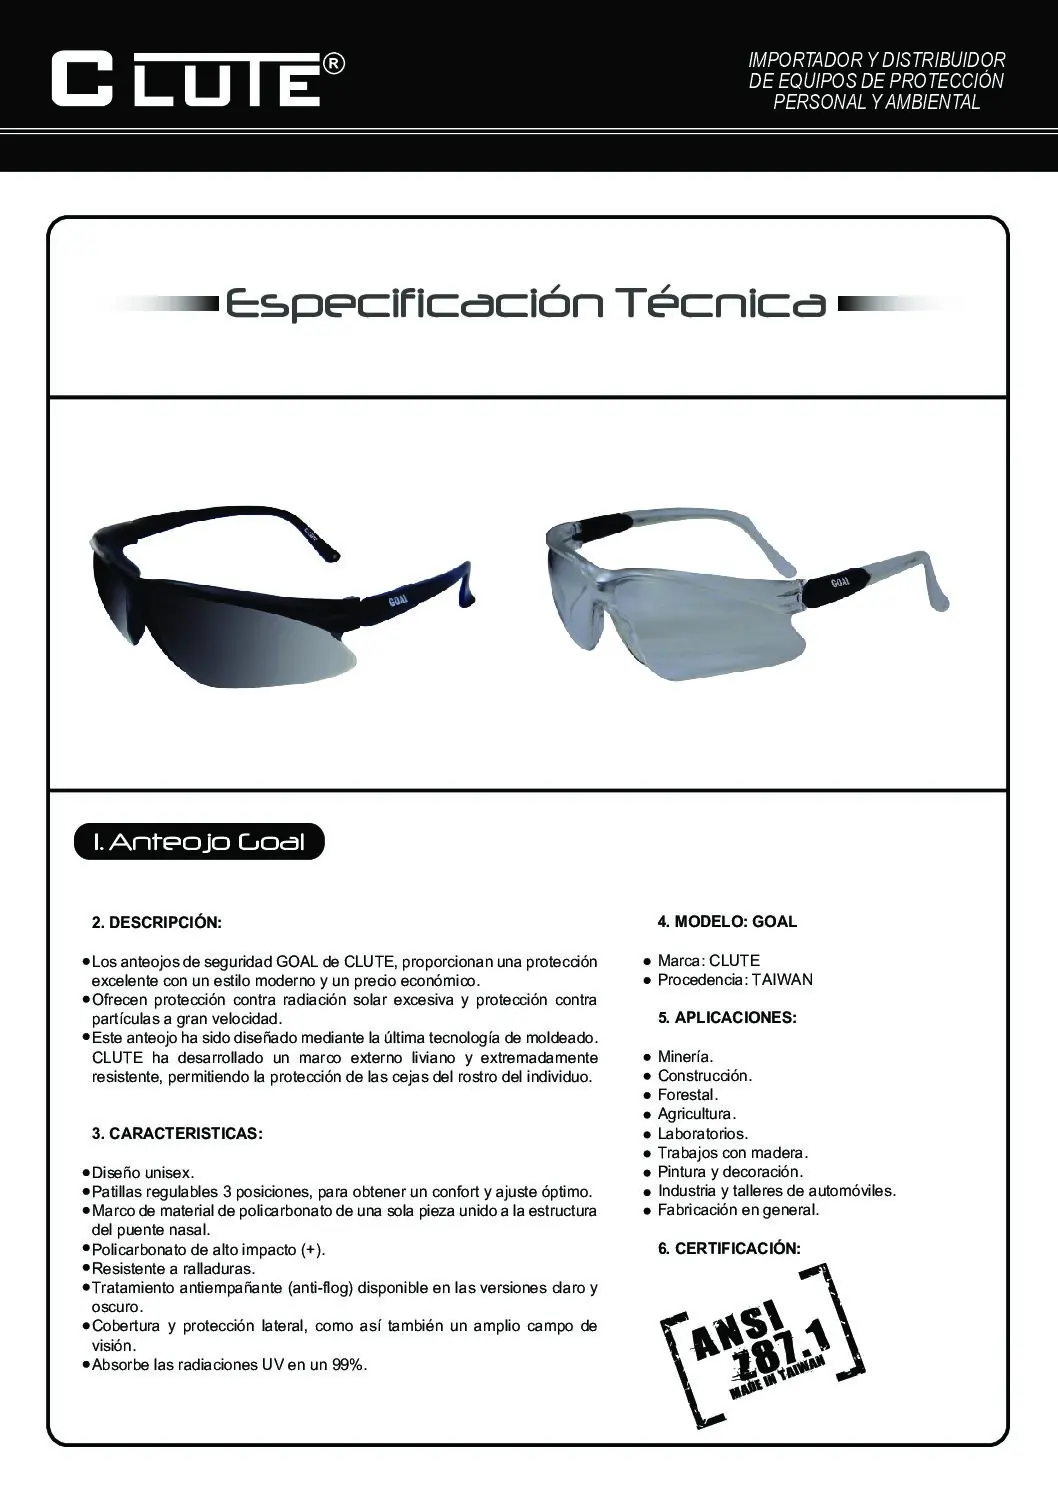 CLUTE®
IMPORTADOR Y DISTRIBUIDOR
DE EQUIPOS DE PROTECCIÓN
PERSONAL Y AMBIENTAL
Especificación Técnica
GOAL
GOAL
1. Anteojo Goal
2. DESCRIPCIÓN:
●Los anteojos de seguridad GOAL de CLUTE, proporcionan una protección
excelente con un estilo moderno y un precio económico.
●Ofrecen protección contra radiación solar excesiva y protección contra
partículas a gran velocidad.
●Este anteojo ha sido diseñado mediante la última tecnología de moldeado.
CLUTE ha desarrollado un marco externo liviano y extremadamente
resistente, permitiendo la protección de las cejas del rostro del individuo.
3. CARACTERISTICAS:
●Diseño unisex.
●Patillas regulables 3 posiciones, para obtener un confort y ajuste óptimo.
●Marco de material de policarbonato de una sola pieza unido a la estructura
del puente nasal.
●Policarbonato de alto impacto (+).
●Resistente a ralladuras.
●Tratamiento antiempañante (anti-flog) disponible en las versiones claro y
oscuro.
●Cobertura y protección lateral, como así también un amplio campo de
visión.
●Absorbe las radiaciones UV en un 99%.
4. MODELO: GOAL
● Marca: CLUTE
● Procedencia: TAIWAN
5. APLICACIONES:
● Minería.
● Construcción.
● Forestal.
● Agricultura.
● Laboratorios.
● Trabajos con madera.
● Pintura y decoración.
● Industria y talleres de automóviles.
● Fabricación en general.
6. CERTIFICACIÓN:
ANSI
Z87.1
MADE IN TAIWAN